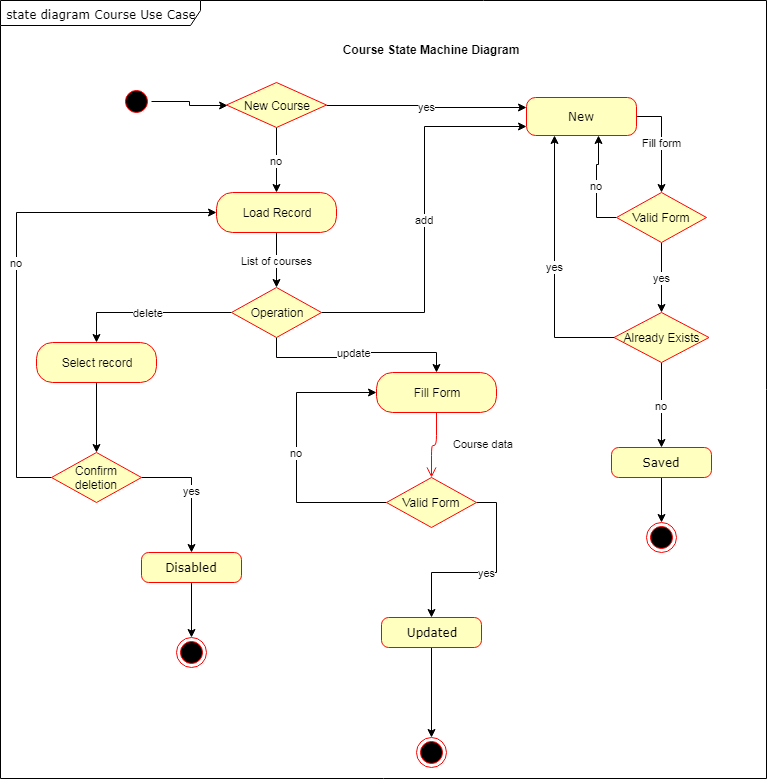 state diagram Course Use Case
Course State Machine Diagram
New Course
yes
New
Fill form
no
no
Valid Form
Load Record
add
no
List of courses
yes
yes
delete
Operation
Already Exists
update
Select record
Fill Form
no
Course data
no
Saved
Confirm
deletion
yes
Valid Form
Disabled
yes
Updated